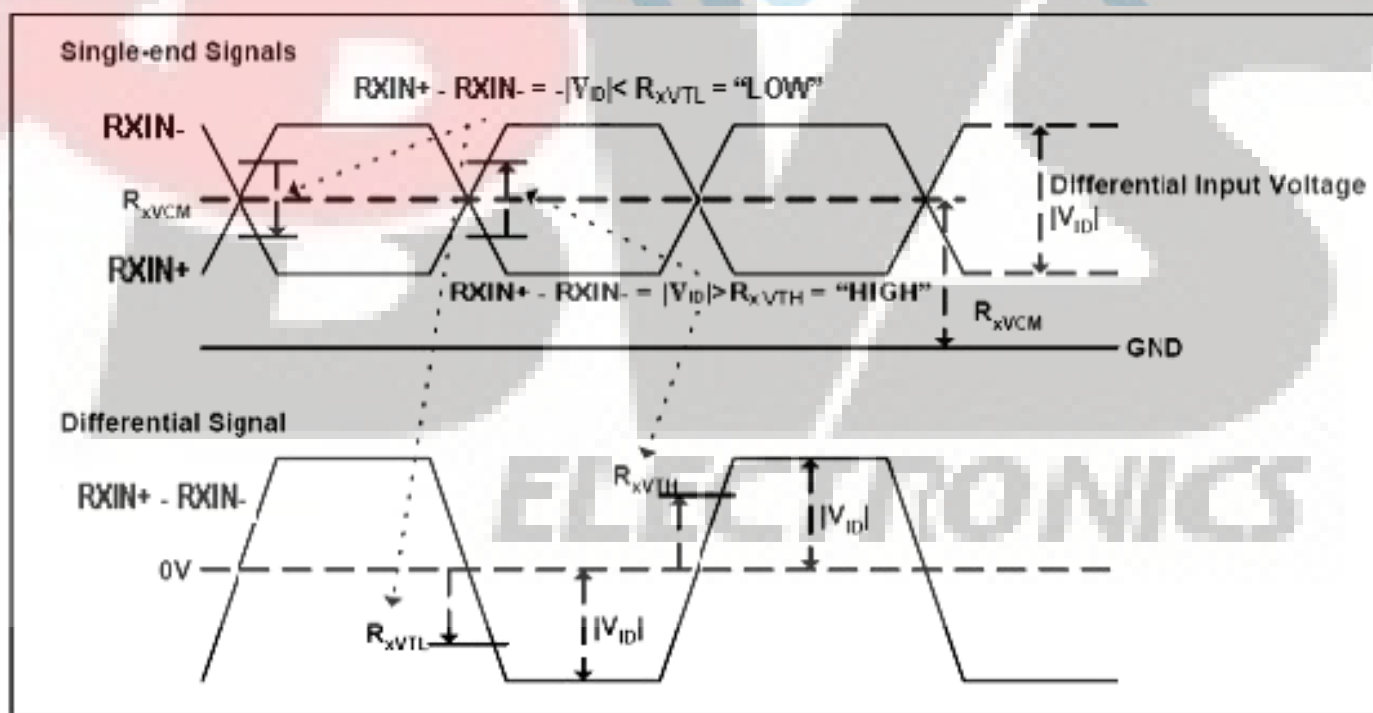 Single-end Signals
RXIN+ - RXIN- = -|VID|< RxVTL = “LOW”
RXIN-
RxVCM
Differential Input Voltage
|VID|
RXIN+
RXIN+ - RXIN- = |VID|> RxVTH = “HIGH”
RxVCM
GND
Differential Signal
RxVTH
RXIN+ - RXIN-
|VID|
ELECTRONICS
0V
RxVTL
|VID|